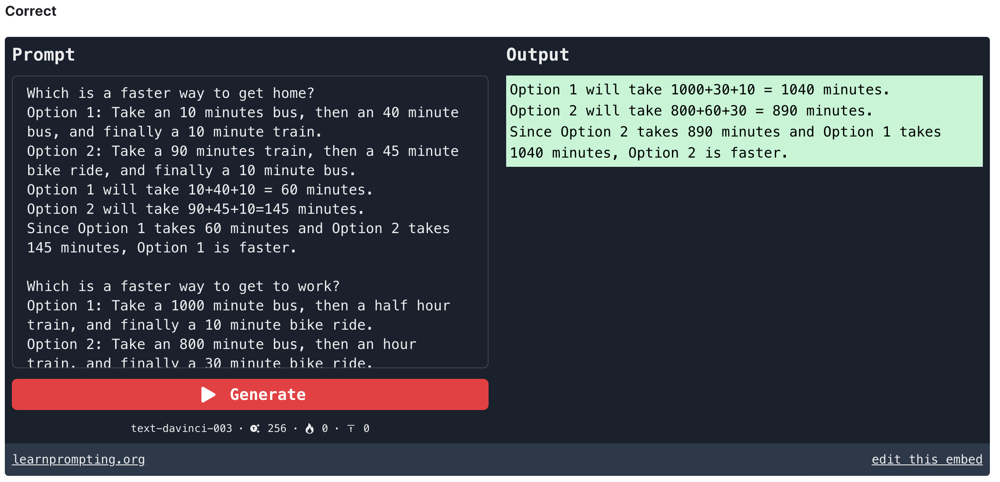 Correct
Prompt
Which is a faster way to get home?
Option 1: Take an 10 minutes bus, then an 40 minute
bus, and finally a 10 minute train.
Option 2: Take a 90 minutes train, then a 45 minute
bike ride, and finally a 10 minute bus.
Option 1 will take 10+40+10 = 60 minutes.
Option 2 will take 90+45+10=145 minutes.
Since Option 1 takes 60 minutes and Option 2 takes
145 minutes, Option 1 is faster.

Which is a faster way to get to work?
Option 1: Take a 1000 minute bus, then a half hour
train, and finally a 10 minute bike ride.
Option 2: Take an 800 minute bus, then an hour
train, and finally a 30 minute bike ride.
Generate
text-davinci-003 · 256 · 0 · 0
Output
Option 1 will take 1000+30+10 = 1040 minutes.
Option 2 will take 800+60+30 = 890 minutes.
Since Option 2 takes 890 minutes and Option 1 takes
1040 minutes, Option 2 is faster.
learnprompting.org
edit this embed